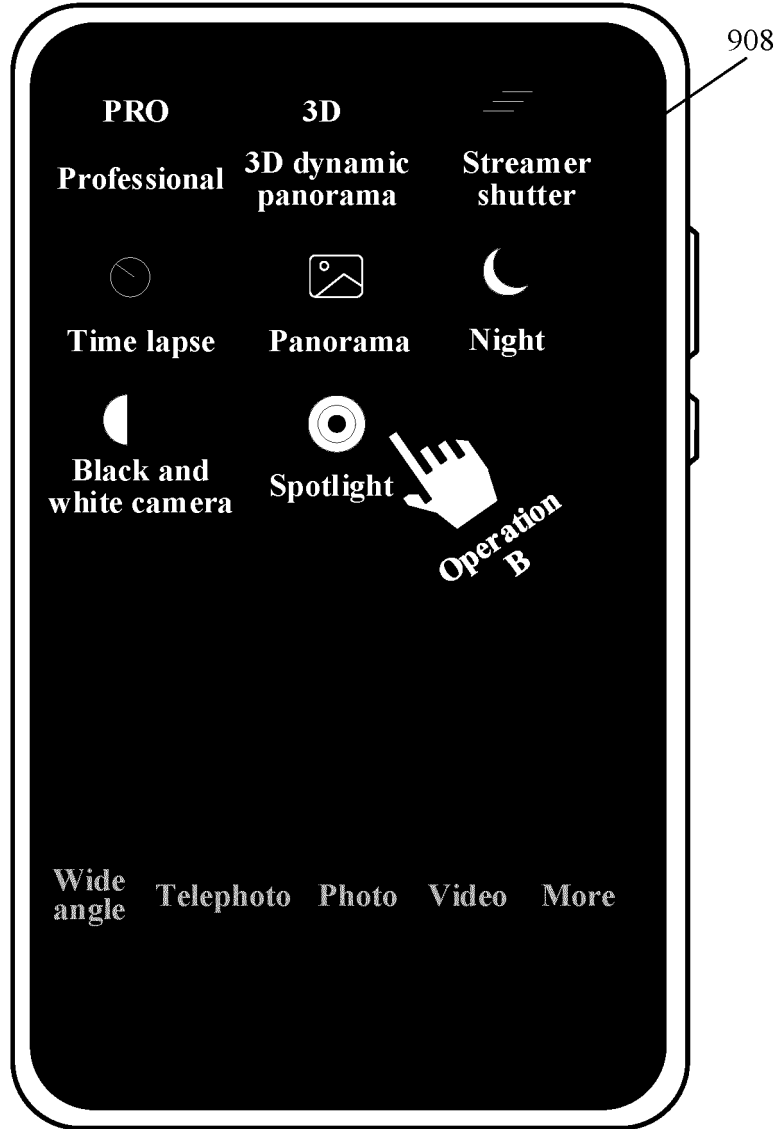 908
PRO
3D
Professional
3D dynamic
panorama
Streamer
shutter
Time lapse
Panorama
Night
Black and
white camera
Spotlight
Operation
B
Wide
angle
Telephoto
Photo
Video
More